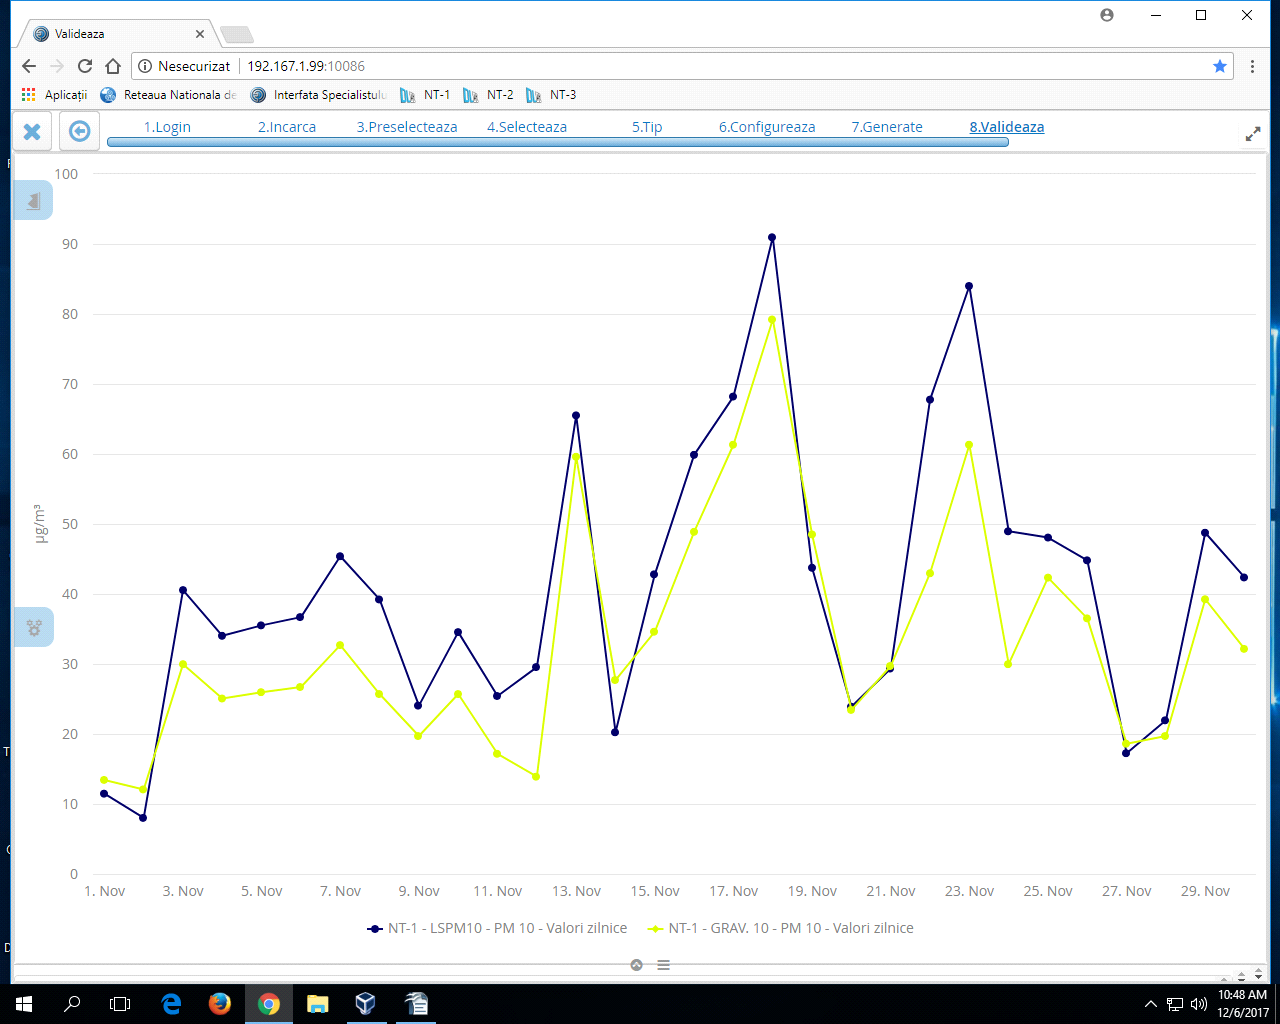 Valideaza
Nesecurizat 192.167.1.99:10086
Aplicații Reteaua Nationala de Interfata Specialistulu NT-1 NT-2 NT-3
1.Login 2.Incarca 3.Preselecteaza 4.Selecteaza 5.Tip 6.Configureaza 7.Generate 8.Valideaza
100
90
80
70
60
50
40
30
20
10
0
µg/m³
1. Nov 3. Nov 5. Nov 7. Nov 9. Nov 11. Nov 13. Nov 15. Nov 17. Nov 19. Nov 21. Nov 23. Nov 25. Nov 27. Nov 29. Nov
NT-1 - LSPM10 - PM 10 - Valori zilnice NT-1 - GRAV. 10 - PM 10 - Valori zilnice
10:48 AM
12/6/2017